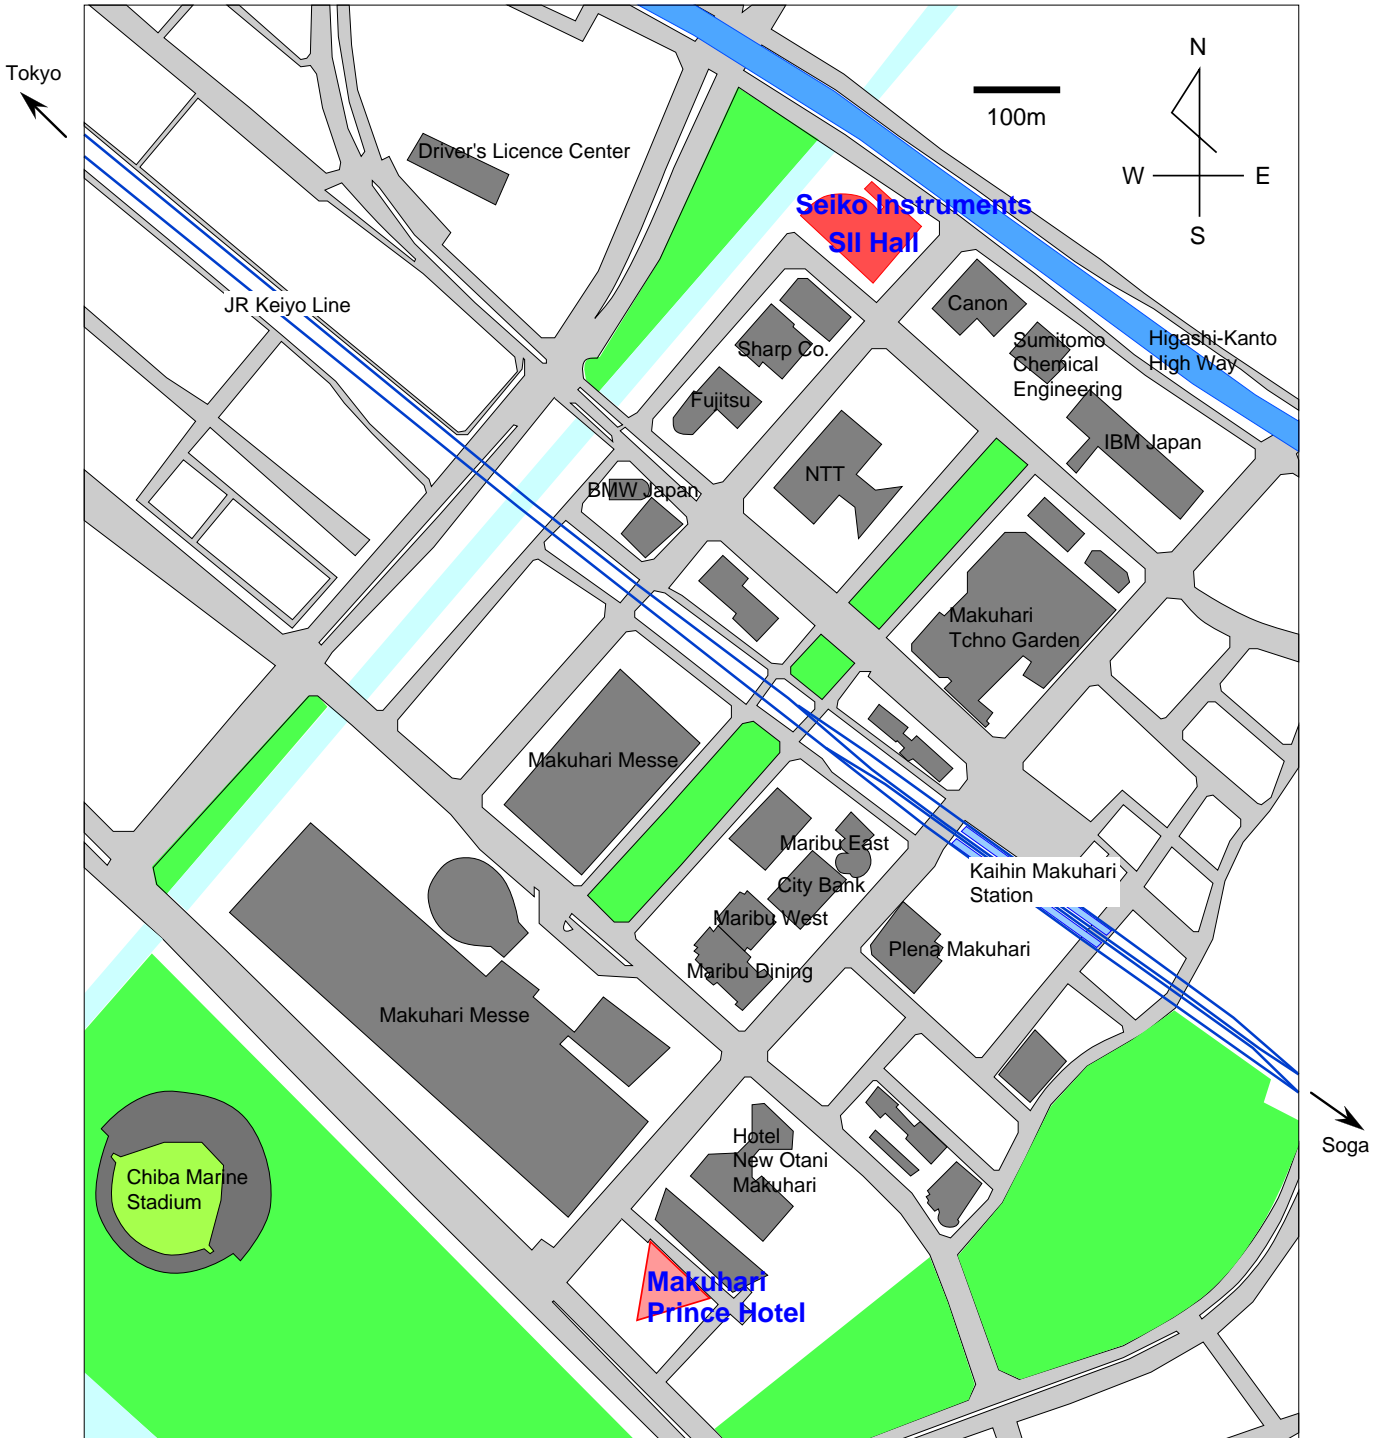 N
Tokyo
100m
Driver's Licence Center
W
E
Seiko Instruments
SII Hall
S
JR Keiyo Line
Canon
Sumitomo
Chemical
Engineering
Higashi-Kanto
High Way
Sharp Co.
Fujitsu
IBM Japan
NTT
BMW Japan
Makuhari
Tchno Garden
Makuhari Messe
Maribu East
City Bank
Kaihin Makuhari
Station
Maribu West
Plena Makuhari
Maribu Dining
Makuhari Messe
Soga
Hotel
New Otani
Makuhari
Chiba Marine
Stadium
Makuhari
Prince Hotel